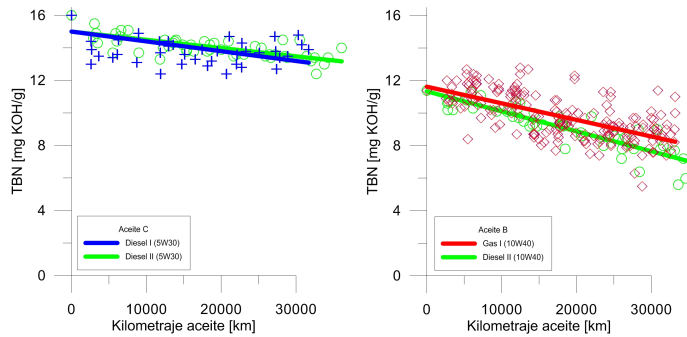 16
12
8
4
0
TBN [mg KOH/g]
Aceite C
Diesel I (5W30)
Diesel II (5W30)
0 10000 20000 30000
Kilometraje aceite [km]
16
12
8
4
0
TBN [mg KOH/g]
Aceite B
Gas I (10W40)
Diesel II (10W40)
0 10000 20000 30000
Kilometraje aceite [km]